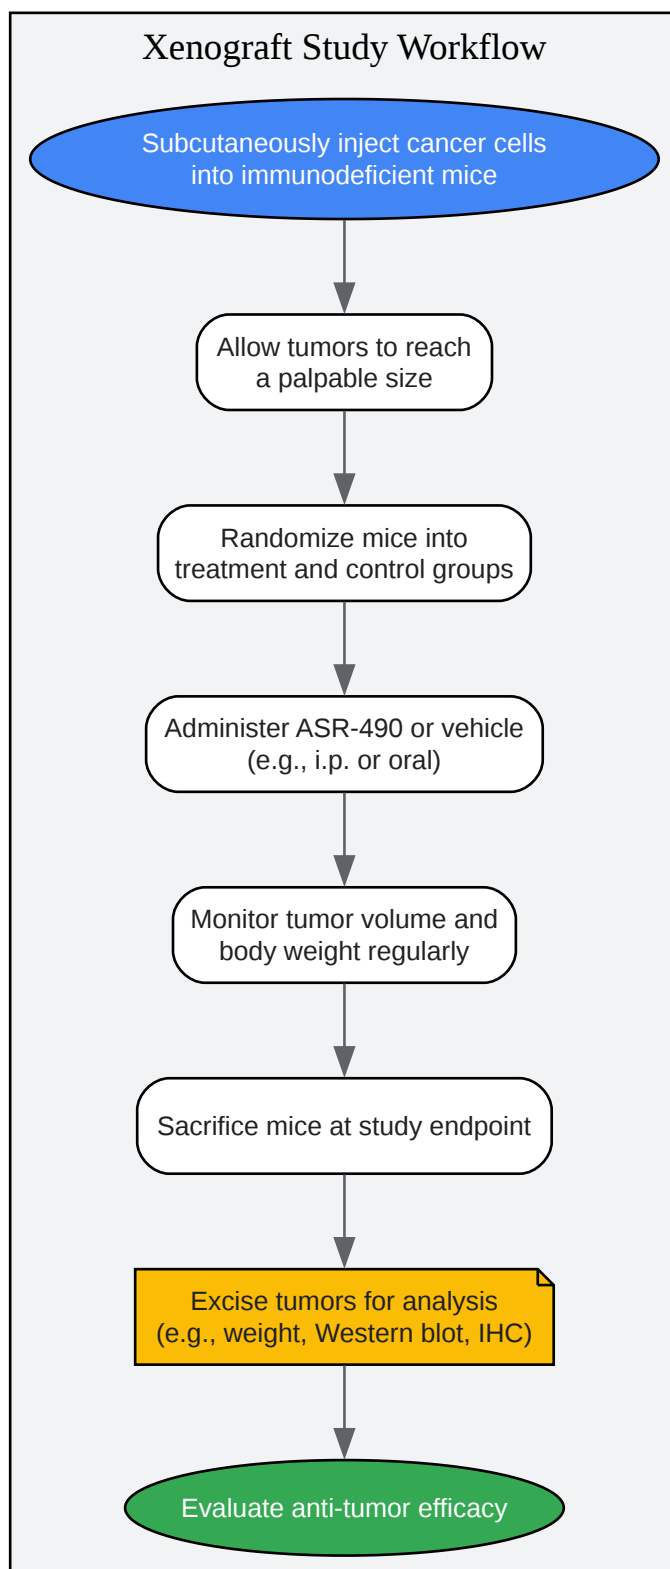 Xenograft Study Workflow
Subcutaneously inject cancer cells
into immunodeficient mice
Allow tumors to reach
a palpable size
Randomize mice into
treatment and control groups
Administer ASR-490 or vehicle
(e.g., i.p. or oral)
Monitor tumor volume and
body weight regularly
Sacrifice mice at study endpoint
Excise tumors for analysis
(e.g., weight, Western blot, IHC)
Evaluate anti-tumor efficacy